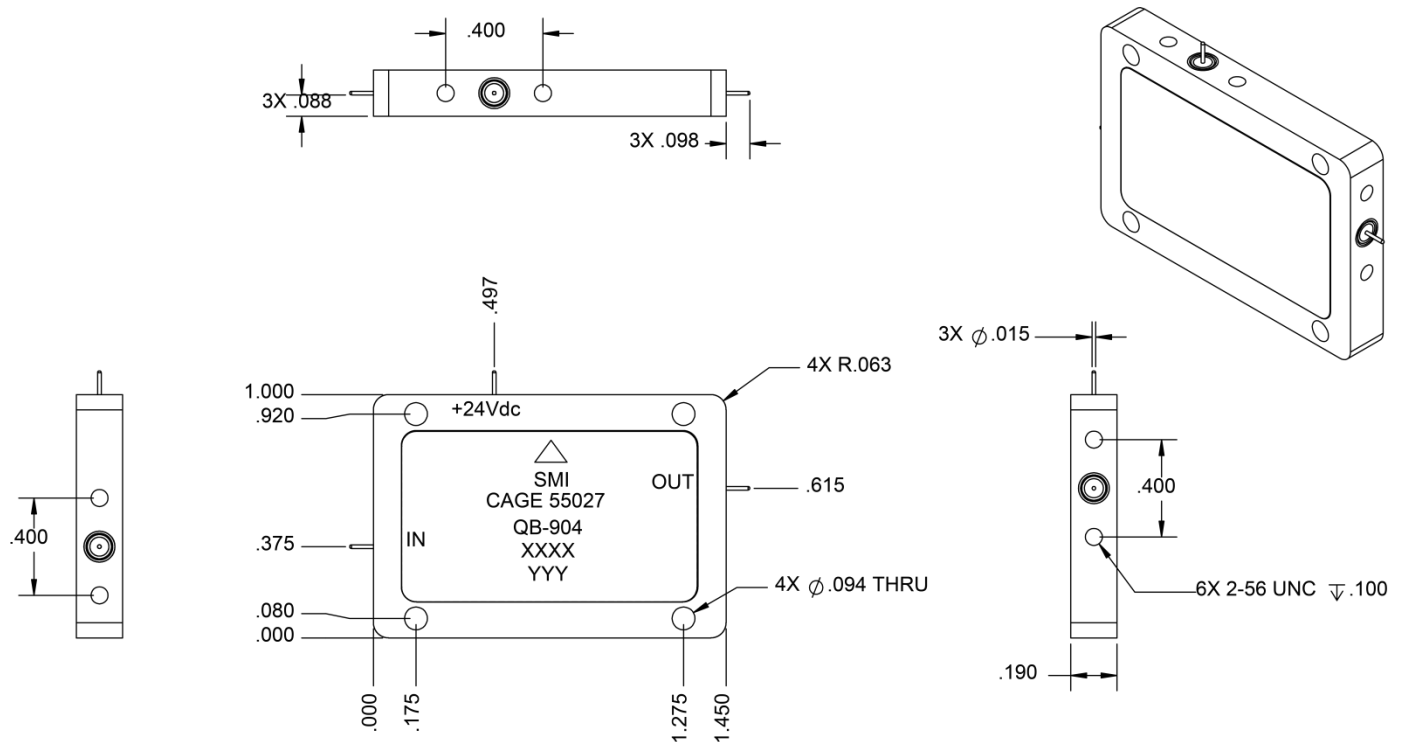 .400
3X .088
3X .098
.497
3X ⌀.015
4X R.063
1.000
.920
+24Vdc
SMI
CAGE 55027
QB-904
XXXX
YYY
OUT
IN
.615
.400
.375
.400
4X ⌀.094 THRU
6X 2-56 UNC ↧.100
.080
.000
.190
.000
.175
1.275
1.450